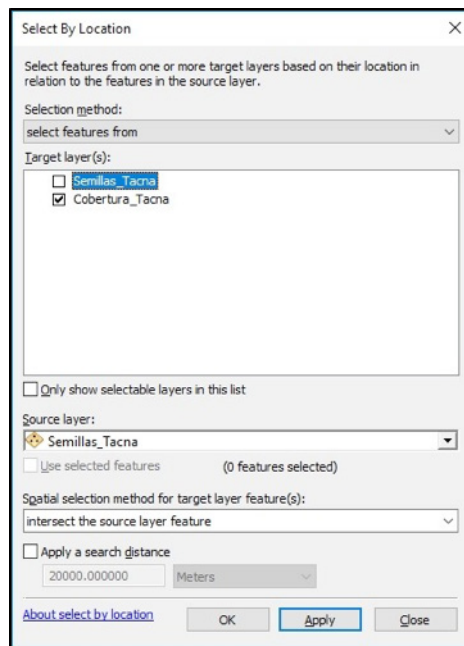 Select By Location
Select features from one or more target layers based on their location in
relation to the features in the source layer.
Selection method:
select features from
Target layer(s):
Semillas_Tacna
Cobertura_Tacna
Only show selectable layers in this list
Source layer:
Semillas_Tacna
Use selected features (0 features selected)
Spatial selection method for target layer feature(s):
intersect the source layer feature
Apply a search distance
20000.000000 Meters
About select by location OK Apply Close